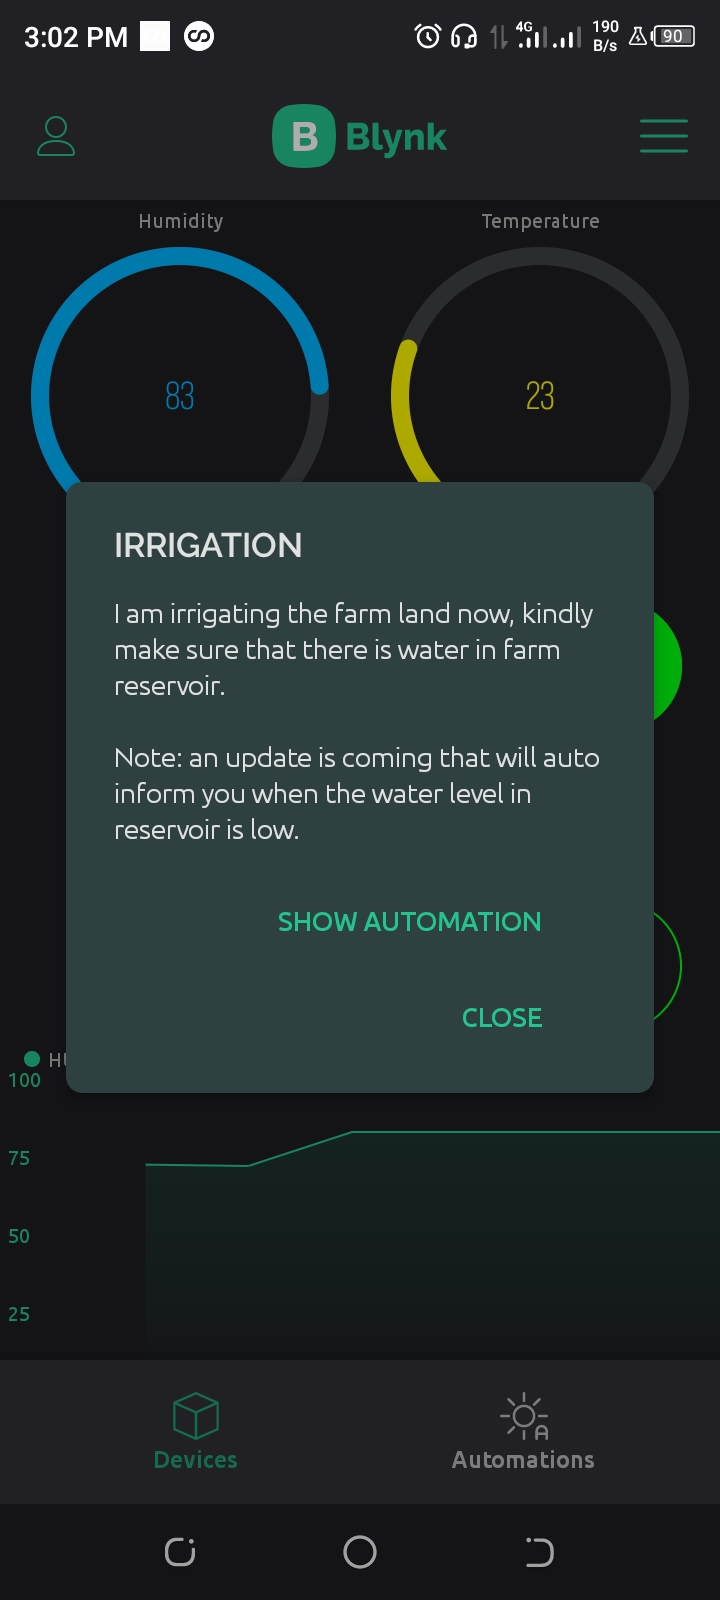 3:02 PM
4G
190
B/s
90
B Blynk
Humidity
Temperature
83
23
IRRIGATION
I am irrigating the farm land now, kindly
make sure that there is water in farm
reservoir.
Note: an update is coming that will auto
inform you when the water level in
reservoir is low.
SHOW AUTOMATION
CLOSE
100
75
50
25
Devices
Automations